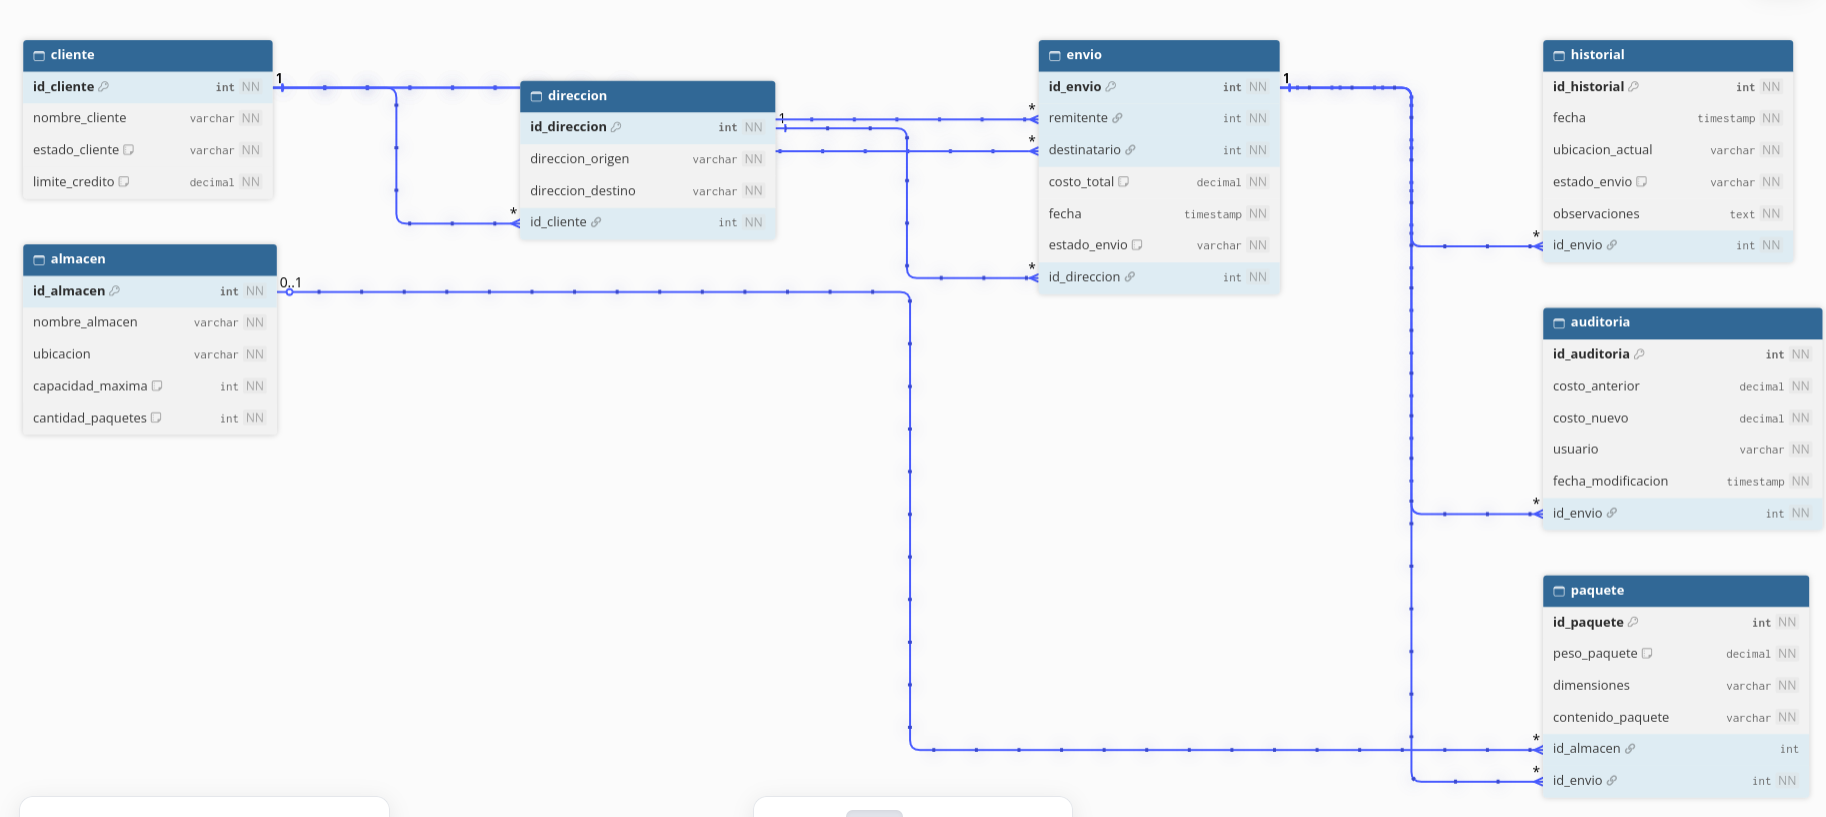 cliente
id_cliente int NN
nombre_cliente varchar NN
estado_cliente varchar NN
limite_credito decimal NN
1
*
direccion
id_direccion int NN
direccion_origen varchar NN
direccion_destino varchar NN
id_cliente int NN
1
*
*
*
envio
id_envio int NN
remitente int NN
destinatario int NN
costo_total decimal NN
fecha timestamp NN
estado_envio varchar NN
id_direccion int NN
1
*
historial
id_historial int NN
fecha timestamp NN
ubicacion_actual varchar NN
estado_envio varchar NN
observaciones text NN
id_envio int NN
almacen
id_almacen int NN
nombre_almacen varchar NN
ubicacion varchar NN
capacidad_maxima int NN
cantidad_paquetes int NN
0..1
*
auditoria
id_auditoria int NN
costo_anterior decimal NN
costo_nuevo decimal NN
usuario varchar NN
fecha_modificacion timestamp NN
id_envio int NN
*
*
paquete
id_paquete int NN
peso_paquete decimal NN
dimensiones varchar NN
contenido_paquete varchar NN
id_almacen int
id_envio int NN